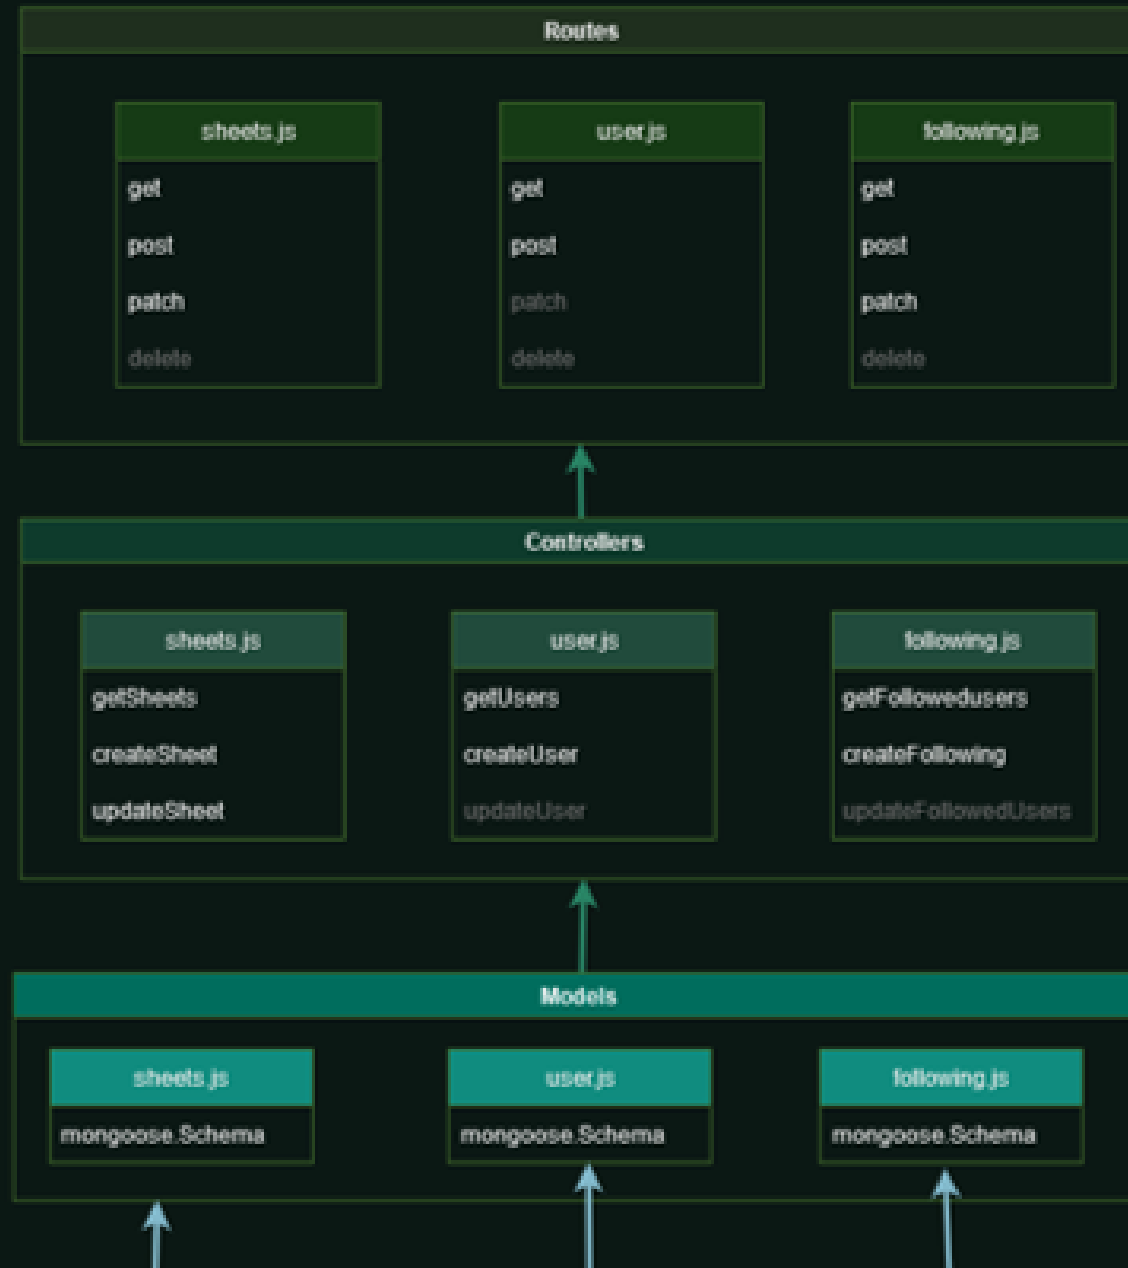 Routes
sheets.js
get
post
patch
delete
user.js
get
post
patch
delete
following.js
get
post
patch
delete
Controllers
sheets.js
getSheets
createSheet
updateSheet
user.js
getUsers
createUser
updateUser
following.js
getFollowedusers
createFollowing
updateFollowedUsers
Models
sheets.js
mongoose.Schema
user.js
mongoose.Schema
following.js
mongoose.Schema